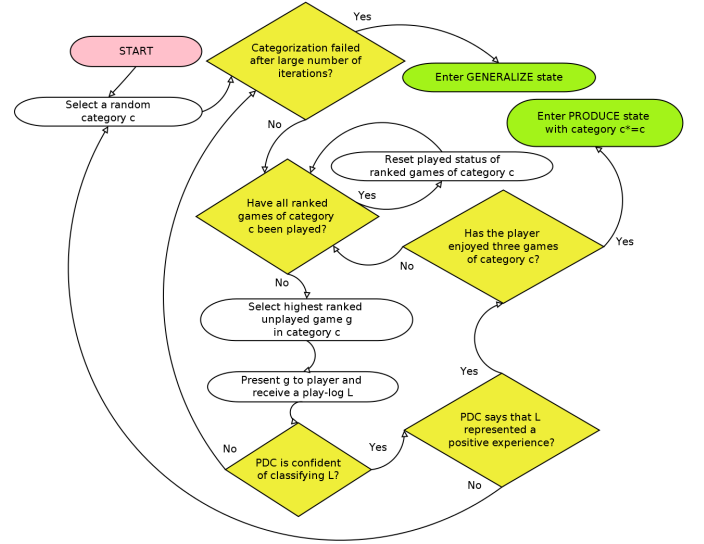 START
Select a random
category c
Categorization failed
after large number of
iterations?
Yes
Enter GENERALIZE state
No
Enter PRODUCE state
with category c*=c
Reset played status of
ranked games of category c
Have all ranked
games of category
c been played?
Yes
Has the player
enjoyed three games
of category c?
Yes
No
No
Select highest ranked
unplayed game g
in category c
Present g to player and
receive a play-log L
PDC is confident
of classifying L?
No
Yes
PDC says that L
represented a
positive experience?
Yes
No